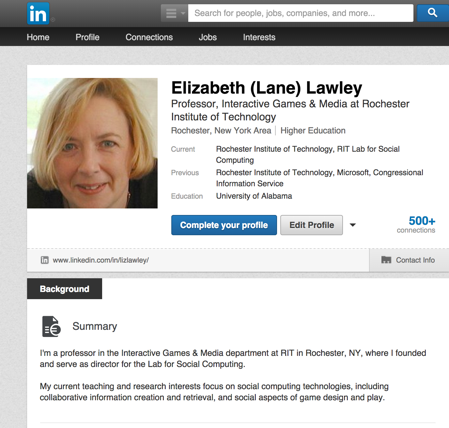 in
Search for people, jobs, companies, and more...
Home Profile Connections Jobs Interests
Elizabeth (Lane) Lawley
Professor, Interactive Games & Media at Rochester
Institute of Technology
Rochester, New York Area | Higher Education
Current Rochester Institute of Technology, RIT Lab for Social
Computing
Previous Rochester Institute of Technology, Microsoft, Congressional
Information Service
Education University of Alabama
Complete your profile Edit Profile 500+
connections
in www.linkedin.com/in/lizlawley/ Contact Info
Background
Summary
I'm a professor in the Interactive Games & Media department at RIT in Rochester, NY, where I founded
and serve as director for the Lab for Social Computing.
My current teaching and research interests focus on social computing technologies, including
collaborative information creation and retrieval, and social aspects of game design and play.